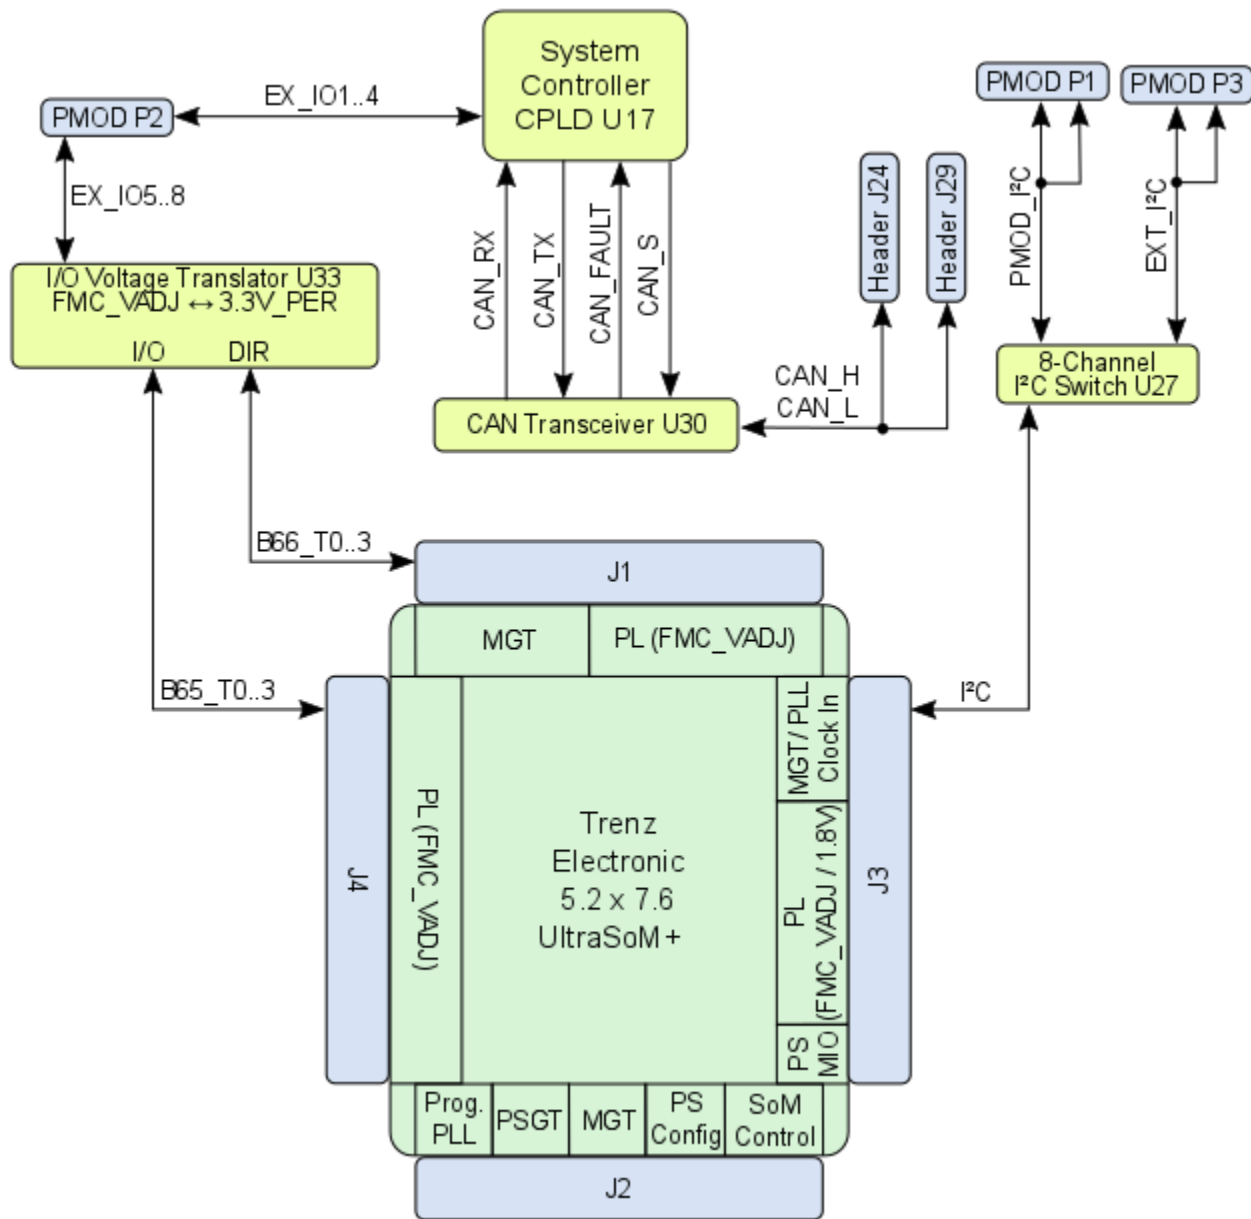 System
Controller
CPLD U17
PMOD P2
EX_IO1..4
PMOD P1
PMOD P3
EX_IO5..8
CAN_RX
CAN_TX
CAN_FAULT
CAN_S
Header J24
Header J29
PMOD_I²C
EXT_I²C
I/O Voltage Translator U33
FMC_VADJ ↔ 3.3V_PER
I/O DIR
8-Channel
I²C Switch U27
CAN_H
CAN_L
CAN Transceiver U30
B66_T0..3
J1
MGT
PL (FMC_VADJ)
B65_T0..3
I²C
J4
PL (FMC_VADJ)
Trenz
Electronic
5.2 x 7.6
UltraSoM+
MGT/ PLL
Clock In
PL
(FMC_VADJ / 1.8V)
PS
MIO
J3
Prog.
PLL
PSGT
MGT
PS
Config
SoM
Control
J2